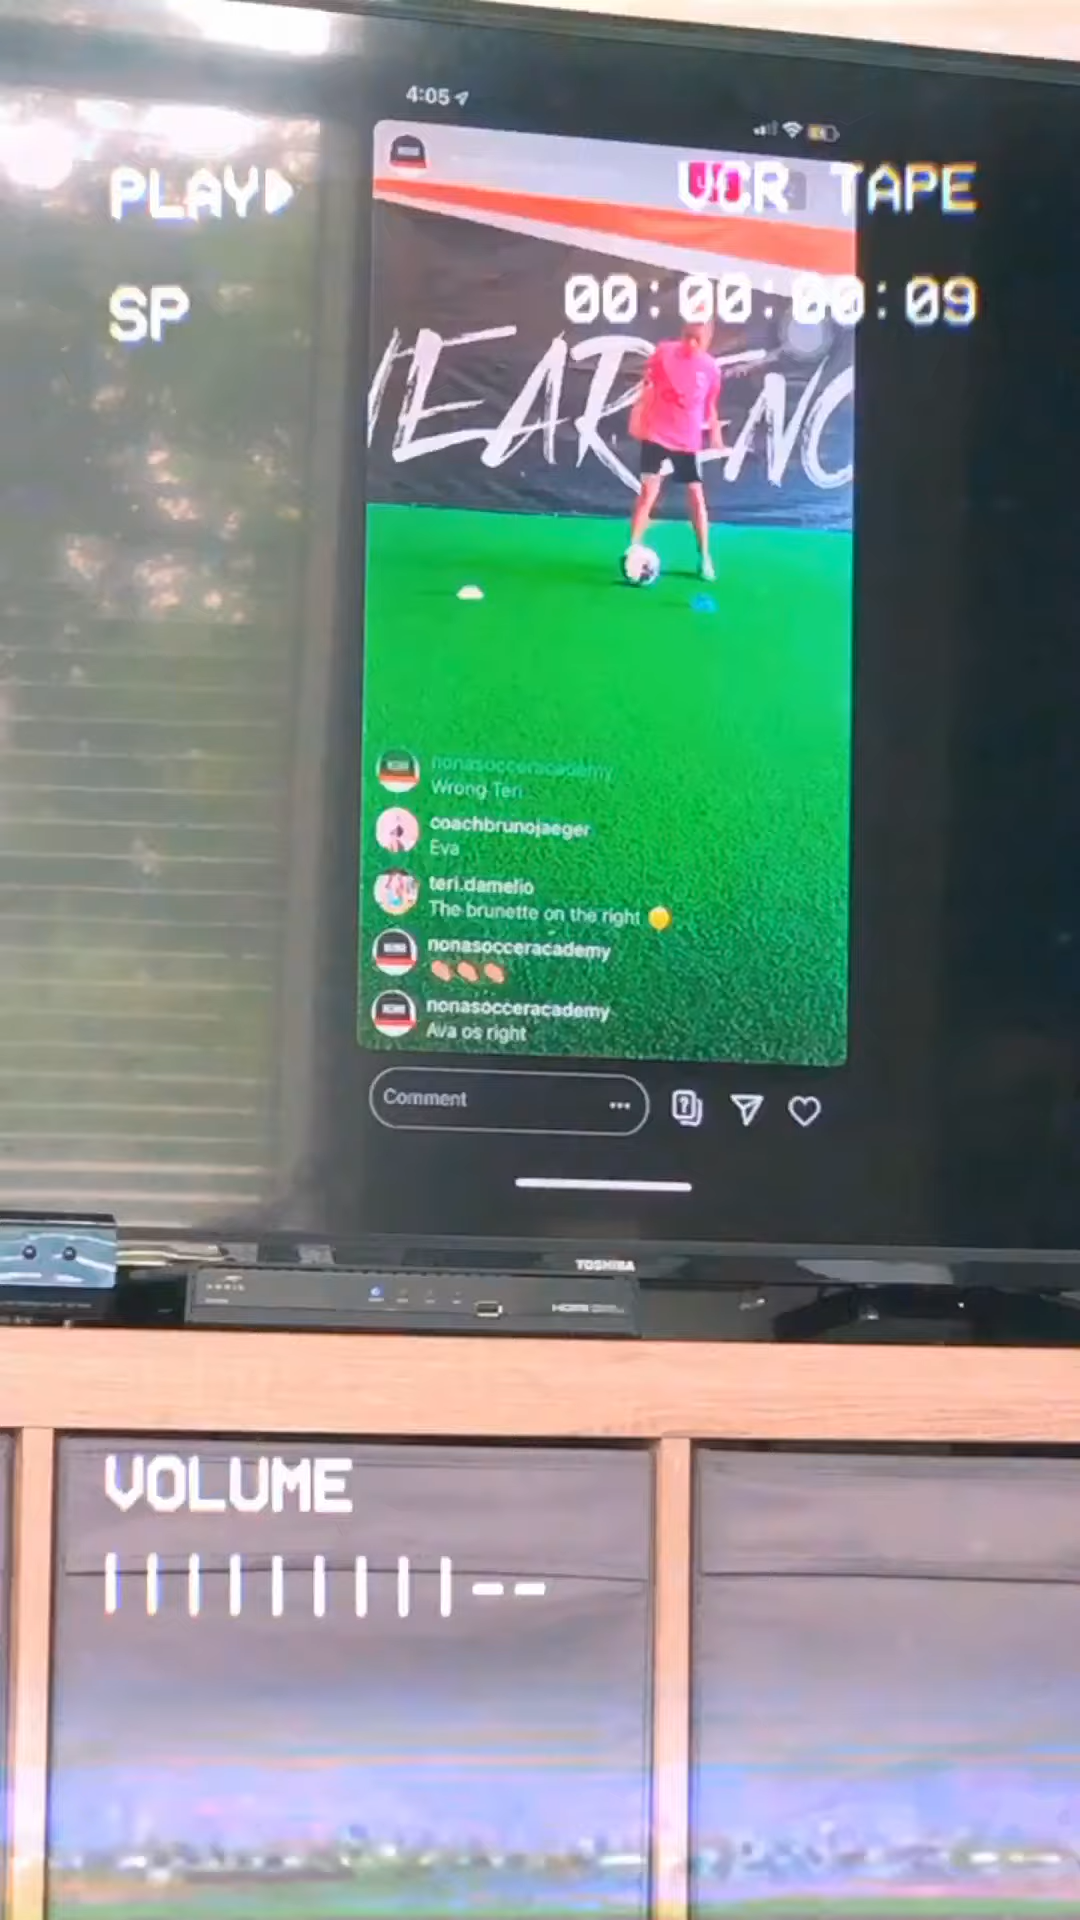 4:05
PLAY
VCR TAPE
SP
00:00:00:09
WEARENO
nonasocceracademy
Wrong Teri
coachbrunojaeger
Eva
teri.damelio
The brunette on the right
nonasocceracademy
nonasocceracademy
Ava os right
Comment
TOSHIBA
VOLUME